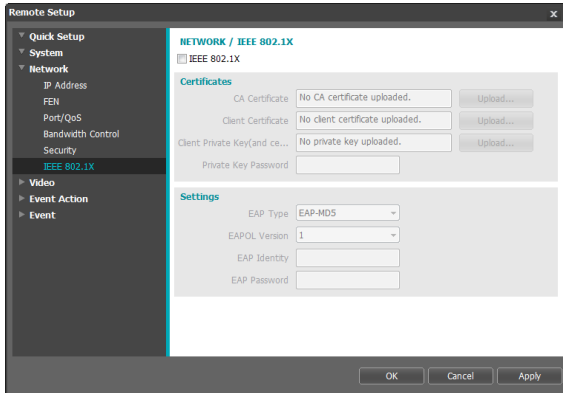 Remote Setup
x
Quick Setup
System
Network
IP Address
FEN
Port/QoS
Bandwidth Control
Security
IEEE 802.1X
Video
Event Action
Event
NETWORK / IEEE 802.1X
IEEE 802.1X
Certificates
CA Certificate No CA certificate uploaded. Upload...
Client Certificate No client certificate uploaded. Upload...
Client Private Key(and ce... No private key uploaded. Upload...
Private Key Password
Settings
EAP Type EAP-MD5
EAPOL Version 1
EAP Identity
EAP Password
OK Cancel Apply